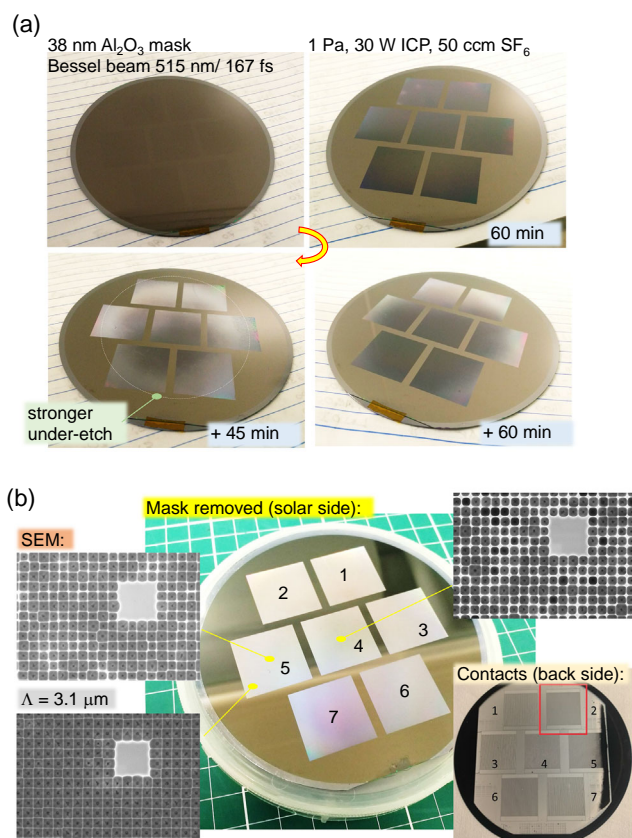 (a)
38 nm Al₂O₃ mask
Bessel beam 515 nm/ 167 fs
1 Pa, 30 W ICP, 50 ccm SF₆
60 min
stronger
under-etch
+ 45 min
+ 60 min
(b)
Mask removed (solar side):
SEM:
1
2
3
4
5
6
7
Λ = 3.1 μm
Contacts (back side):
1
2
3
4
5
6
7